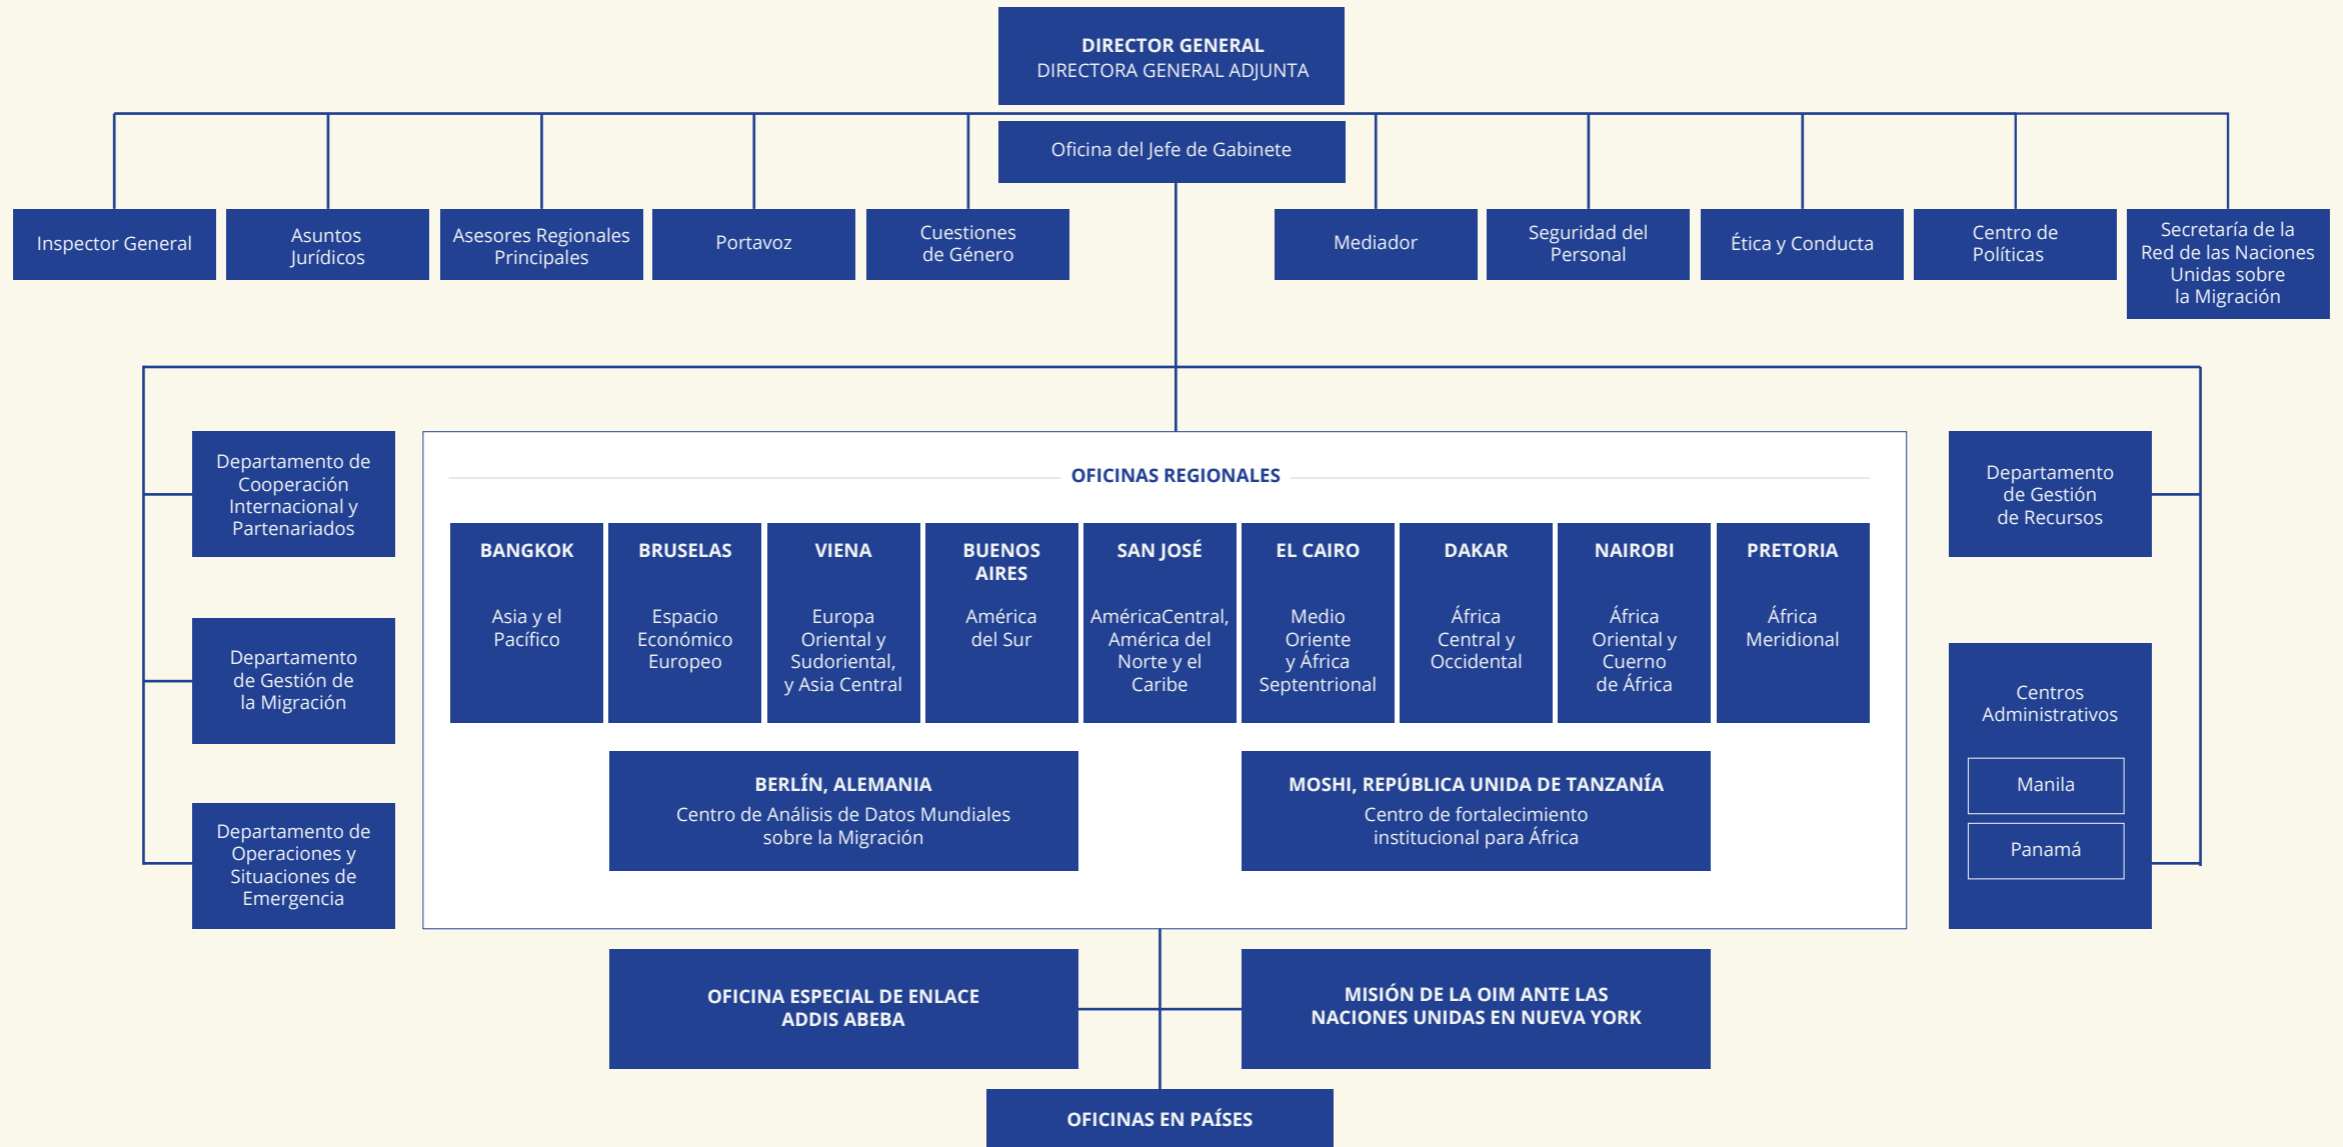 DIRECTOR GENERAL
DIRECTORA GENERAL ADJUNTA
Oficina del Jefe de Gabinete
Inspector General
Asuntos
Jurídicos
Asesores Regionales
Principales
Portavoz
Cuestiones
de Género
Mediador
Seguridad del
Personal
Ética y Conducta
Centro de
Políticas
Secretaría de la
Red de las Naciones
Unidas sobre
la Migración
Departamento de
Cooperación
Internacional y
Partenariados
Departamento
de Gestión de
la Migración
Departamento de
Operaciones y
Situaciones de
Emergencia
OFICINAS REGIONALES
BANGKOK
Asia y el
Pacífico
BRUSELAS
Espacio
Económico
Europeo
VIENA
Europa
Oriental y
Sudoriental,
y Asia Central
BUENOS
AIRES
América
del Sur
SAN JOSÉ
AméricaCentral,
América del
Norte y el
Caribe
EL CAIRO
Medio
Oriente
y África
Septentrional
DAKAR
África
Central y
Occidental
NAIROBI
África
Oriental y
Cuerno
de África
PRETORIA
África
Meridional
BERLÍN, ALEMANIA
Centro de Análisis de Datos Mundiales
sobre la Migración
MOSHI, REPÚBLICA UNIDA DE TANZANÍA
Centro de fortalecimiento
institucional para África
Departamento
de Gestión
de Recursos
Centros
Administrativos
Manila
Panamá
OFICINA ESPECIAL DE ENLACE
ADDIS ABEBA
MISIÓN DE LA OIM ANTE LAS
NACIONES UNIDAS EN NUEVA YORK
OFICINAS EN PAÍSES